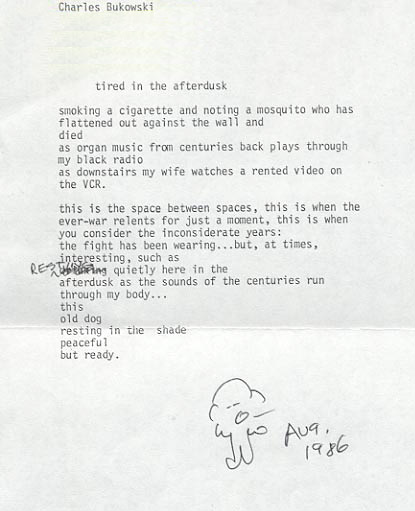 Charles Bukowski
tired in the afterdusk
smoking a cigarette and noting a mosquito who has
flattened out against the wall and
died
as organ music from centuries back plays through
my black radio
as downstairs my wife watches a rented video on
the VCR.
this is the space between spaces, this is when the
ever-war relents for just a moment, this is when
you consider the inconsiderate years:
the fight has been wearing...but, at times,
interesting, such as
RESTING quietly here in the
afterdusk as the sounds of the centuries run
through my body...
this
old dog
resting in the shade
peaceful
but ready.
AUG.
1986